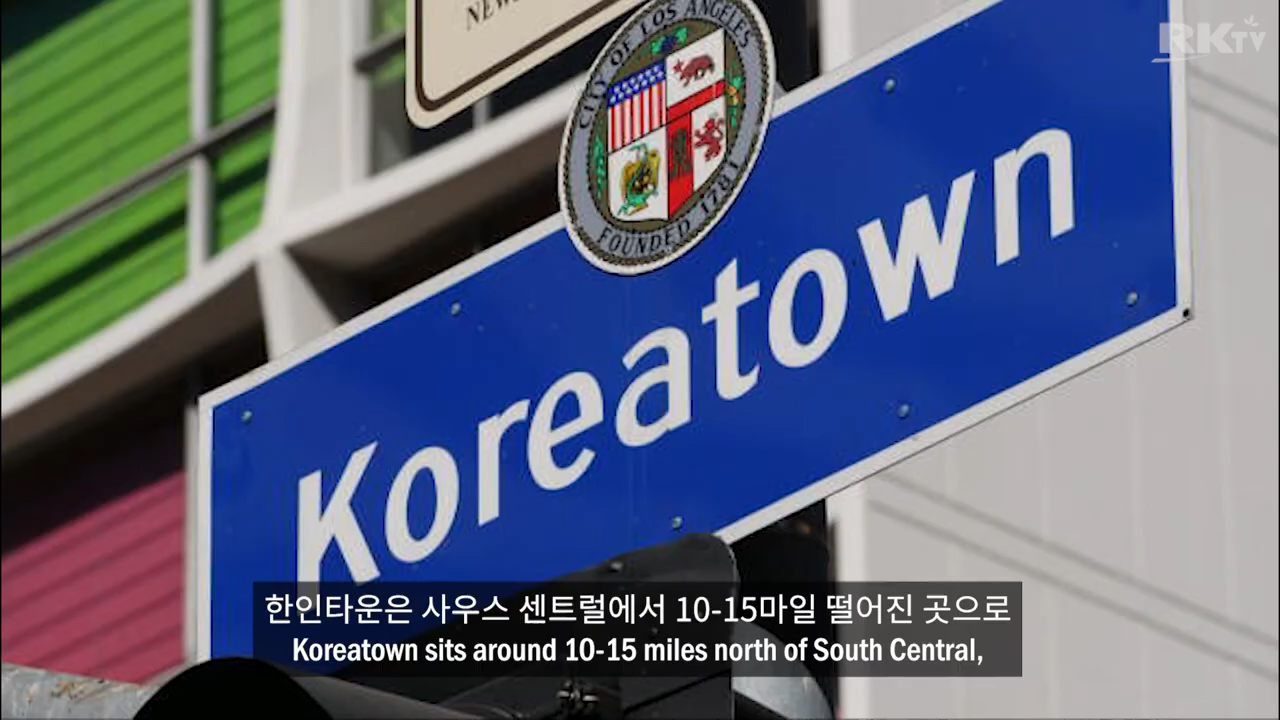 NEW
RKTV
CITY OF LOS ANGELES
FOUNDED 1781
Koreatown
한인타운은 사우스 센트럴에서 10-15마일 떨어진 곳으로
Koreatown sits around 10-15 miles north of South Central,